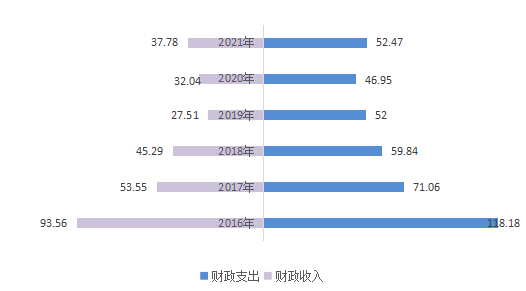 37.78 2021年 52.47
32.04 2020年 46.95
27.51 2019年 52
45.29 2018年 59.84
53.55 2017年 71.06
93.56 2016年 118.18
财政支出 财政收入